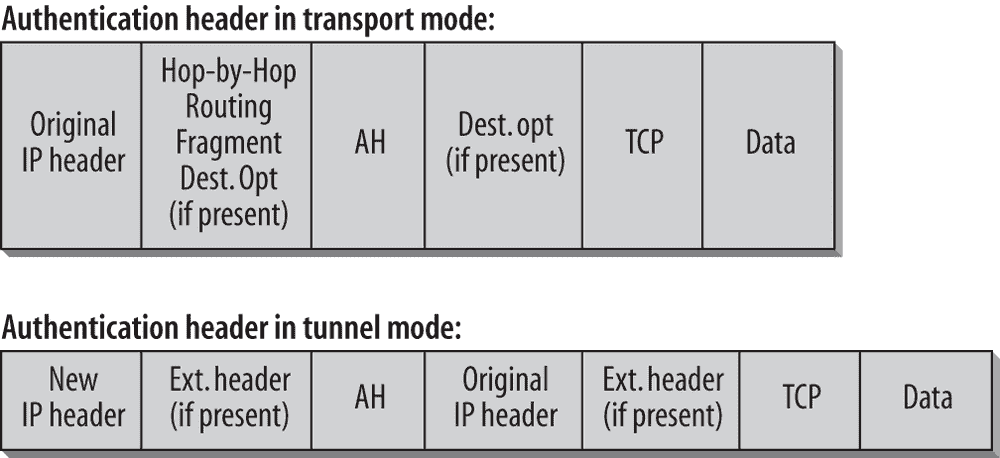 Authentication header in transport mode:
Original
IP header
Hop-by-Hop
Routing
Fragment
Dest. Opt
(if present)
AH
Dest. opt
(if present)
TCP
Data
Authentication header in tunnel mode:
New
IP header
Ext. header
(if present)
AH
Original
IP header
Ext. header
(if present)
TCP
Data